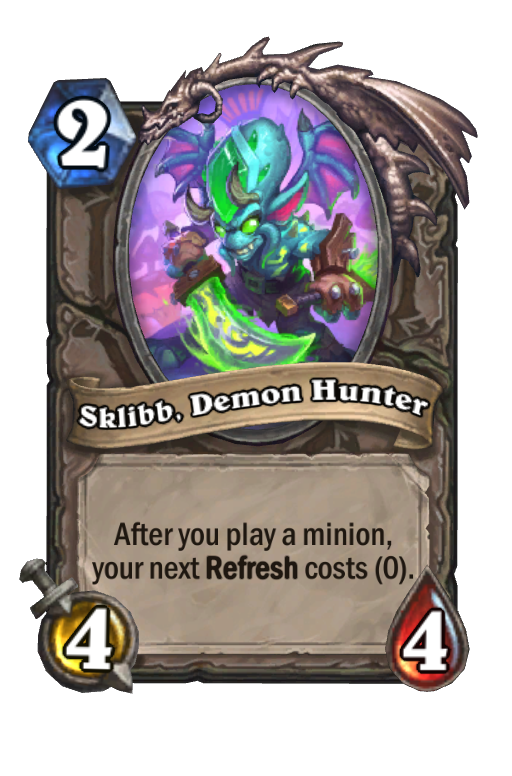 2
Sklibb, Demon Hunter
After you play a minion,
your next Refresh costs (0).
4
4